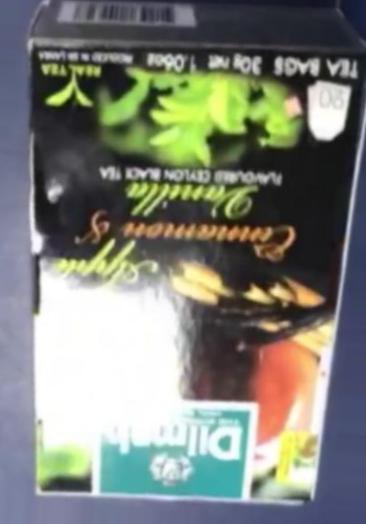 Dilmah
Apple
Cinnamon &
Vanilla
FLAVOURED CEYLON BLACK TEA
REAL TEA
20
TEA BAGS 30g net 1.06oz
PRODUCED IN SRI LANKA